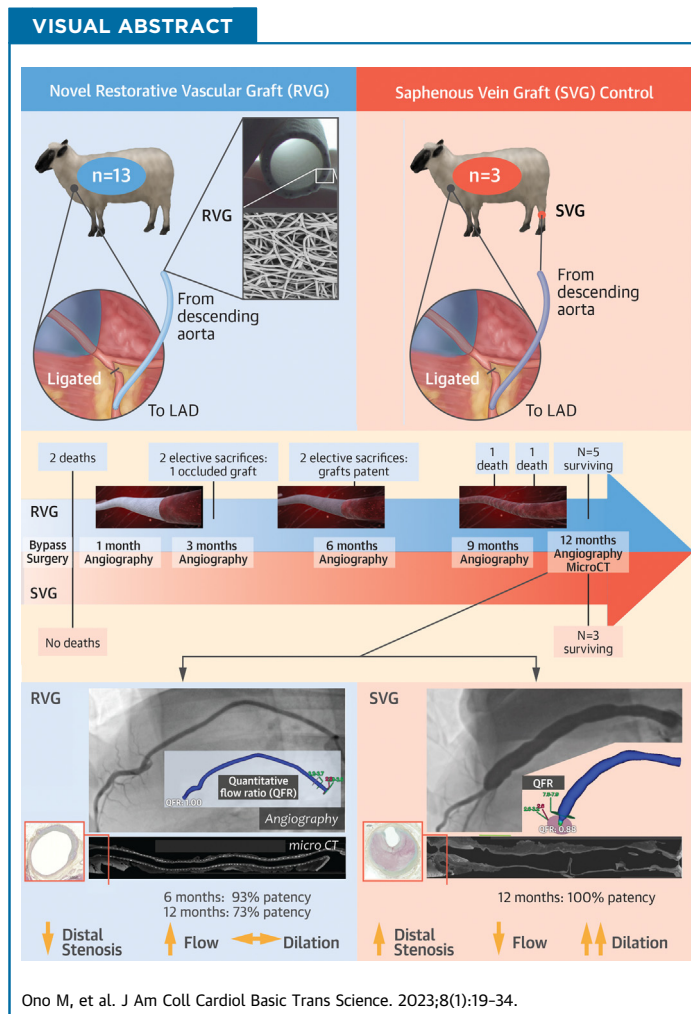 VISUAL ABSTRACT
Novel Restorative Vascular Graft (RVG)
Saphenous Vein Graft (SVG) Control
n=13
RVG
From
descending
aorta
Ligated
To LAD
n=3
SVG
From
descending
aorta
Ligated
To LAD
2 deaths
2 elective sacrifices:
1 occluded graft
2 elective sacrifices:
grafts patent
1
death
1
death
N=5
surviving
RVG
Bypass
Surgery
1 month
Angiography
3 months
Angiography
6 months
Angiography
9 months
Angiography
12 months
Angiography
MicroCT
SVG
No deaths
N=3
surviving
RVG
Quantitative
flow ratio (QFR)
QFR: 1.00
Angiography
micro CT
6 months: 93% patency
12 months: 73% patency
Distal
Stenosis
Flow
Dilation
SVG
QFR
QFR: 0.86
12 months: 100% patency
Distal
Stenosis
Flow
Dilation
Ono M, et al. J Am Coll Cardiol Basic Trans Science. 2023;8(1):19–34.